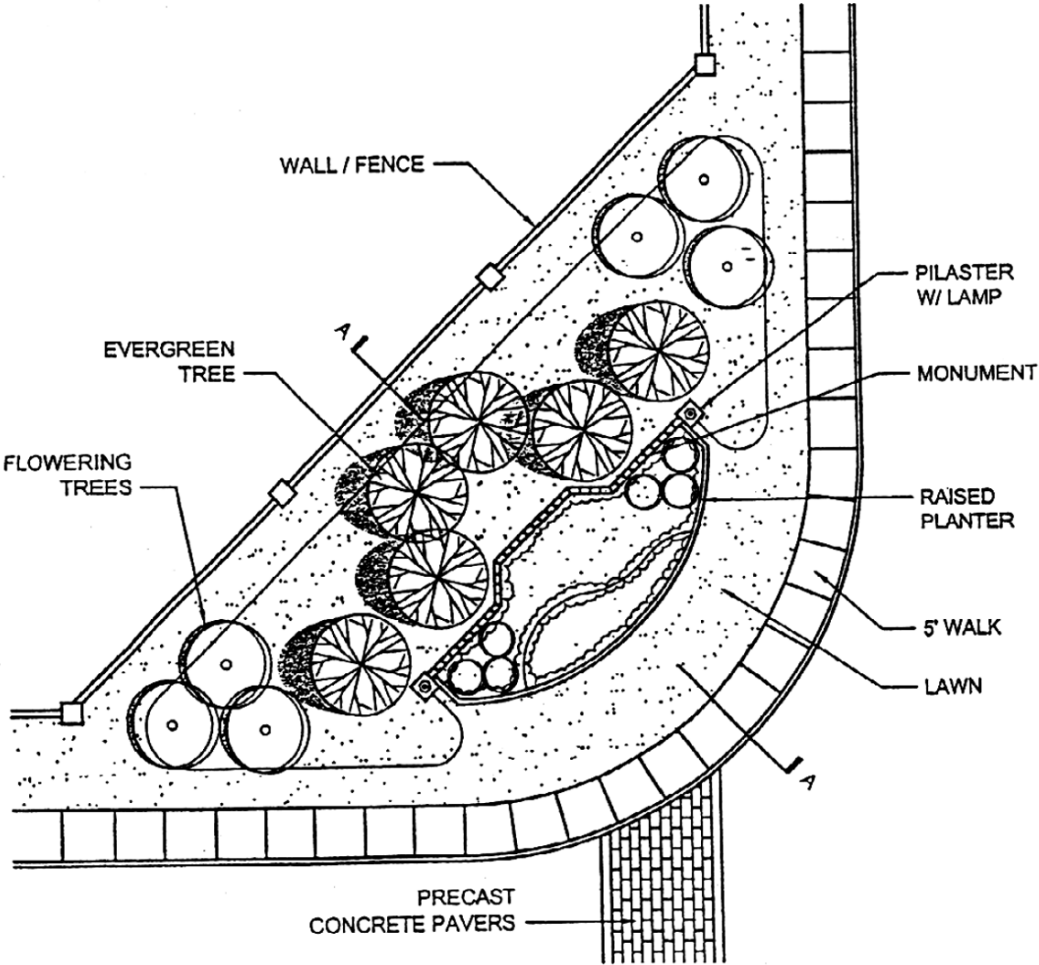 WALL / FENCE
PILASTER
W/ LAMP
A
EVERGREEN
TREE
MONUMENT
FLOWERING
TREES
RAISED
PLANTER
5' WALK
LAWN
A
PRECAST
CONCRETE PAVERS